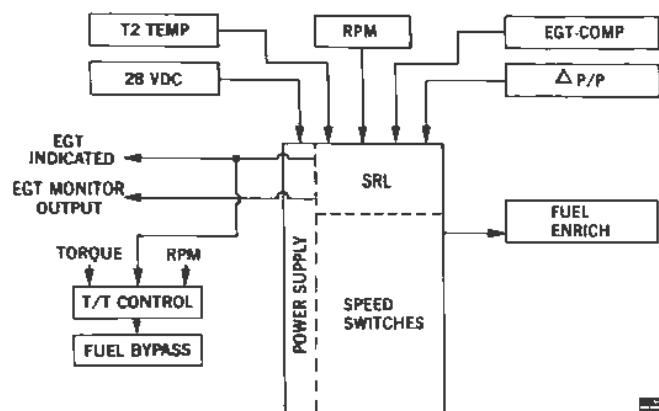 T2 TEMP
RPM
EGT-COMP
28 VDC
Δ P/P
EGT
INDICATED
SRL
EGT MONITOR
OUTPUT
FUEL
ENRICH
TORQUE
RPM
POWER SUPPLY
T/T CONTROL
SPEED
SWITCHES
FUEL BYPASS